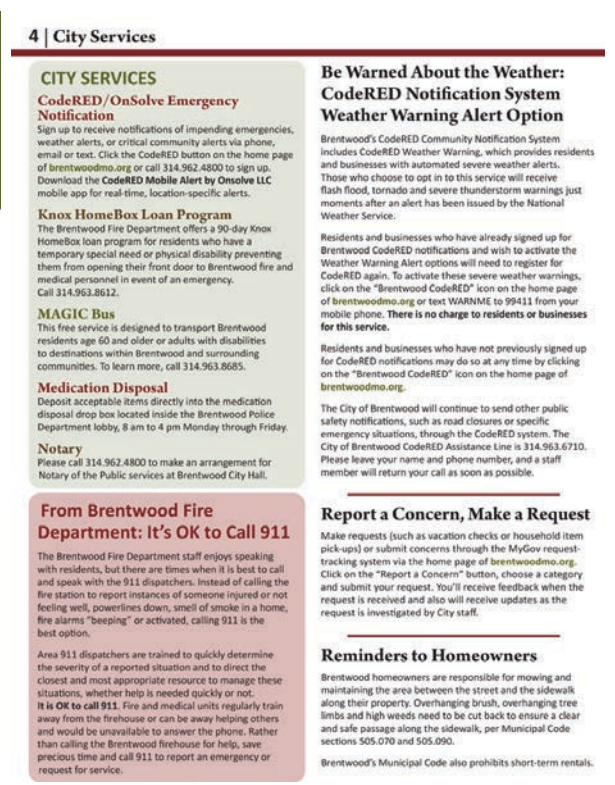 4 | City Services
CITY SERVICES
CodeRED/OnSolve Emergency
Notification
Sign up to receive notifications of impending emergencies,
weather alerts, or critical community alerts via phone,
email or text. Click the CodeRED button on the home page
of brentwoodmo.org or call 314.962.4800 to sign up.
Download the CodeRED Mobile Alert by Onsolve LLC
mobile app for real-time, location-specific alerts.
Knox HomeBox Loan Program
The Brentwood Fire Department offers a 90-day Knox
HomeBox loan program for residents who have a
temporary special need or physical disability preventing
them from opening their front door to Brentwood fire and
medical personnel in event of an emergency.
Call 314.963.8612.
MAGIC Bus
This free service is designed to transport Brentwood
residents age 60 and older or adults with disabilities
to destinations within Brentwood and surrounding
communities. To learn more, call 314.963.8685.
Medication Disposal
Deposit acceptable items directly into the medication
disposal drop box located inside the Brentwood Police
Department lobby, 8 am to 4 pm Monday through Friday.
Notary
Please call 314.962.4800 to make an arrangement for
Notary of the Public services at Brentwood City Hall.
From Brentwood Fire
Department: It's OK to Call 911
The Brentwood Fire Department staff enjoys speaking
with residents, but there are times when it is best to call
and speak with the 911 dispatchers. Instead of calling the
fire station to report instances of someone injured or not
feeling well, powerlines down, smell of smoke in a home,
fire alarms "beeping" or activated, calling 911 is the
best option.
Area 911 dispatchers are trained to quickly determine
the severity of a reported situation and to direct the
closest and most appropriate resource to manage these
situations, whether help is needed quickly or not.
It is OK to call 911. Fire and medical units regularly train
away from the firehouse or can be away helping others
and would be unavailable to answer the phone. Rather
than calling the Brentwood firehouse for help, save
precious time and call 911 to report an emergency or
request for service.
Be Warned About the Weather:
CodeRED Notification System
Weather Warning Alert Option
Brentwood's CodeRED Community Notification System
includes CodeRED Weather Warning, which provides residents
and businesses with automated severe weather alerts.
Those who choose to opt in to this service will receive
flash flood, tornado and severe thunderstorm warnings just
moments after an alert has been issued by the National
Weather Service.
Residents and businesses who have already signed up for
Brentwood CodeRED notifications and wish to activate the
Weather Warning Alert options will need to register for
CodeRED again. To activate these severe weather warnings,
click on the "Brentwood CodeRED" icon on the home page
of brentwoodmo.org or text WARNME to 99411 from your
mobile phone. There is no charge to residents or businesses
for this service.
Residents and businesses who have not previously signed up
for CodeRED notifications may do so at any time by clicking
on the "Brentwood CodeRED" icon on the home page of
brentwoodmo.org.
The City of Brentwood will continue to send other public
safety notifications, such as road closures or specific
emergency situations, through the CodeRED system. The
City of Brentwood CodeRED Assistance Line is 314.963.6710.
Please leave your name and phone number, and a staff
member will return your call as soon as possible.
Report a Concern, Make a Request
Make requests (such as vacation checks or household item
pick-ups) or submit concerns through the MyGov request-
tracking system via the home page of brentwoodmo.org.
Click on the "Report a Concern" button, choose a category
and submit your request. You'll receive feedback when the
request is received and also will receive updates as the
request is investigated by City staff.
Reminders to Homeowners
Brentwood homeowners are responsible for mowing and
maintaining the area between the street and the sidewalk
along their property. Overhanging brush, overhanging tree
limbs and high weeds need to be cut back to ensure a clear
and safe passage along the sidewalk, per Municipal Code
sections 505.070 and 505.090.
Brentwood's Municipal Code also prohibits short-term rentals.